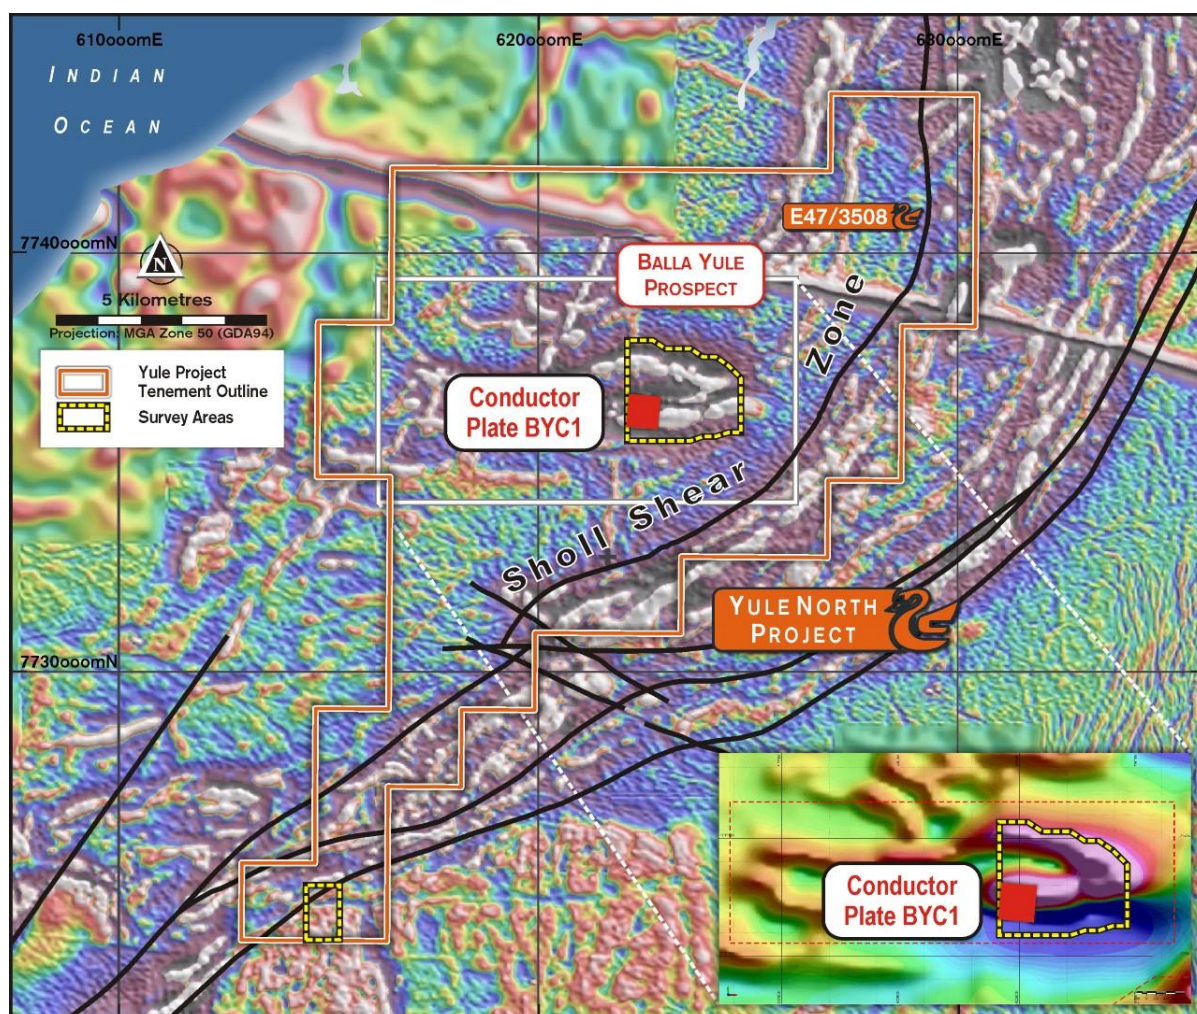 610000mE
620000mE
630000mE
INDIAN
OCEAN
E47/3508
7740000mN
N
5 Kilometres
Projection: MGA Zone 50 (GDA94)
BALLA YULE
PROSPECT
Zone
Yule Project
Tenement Outline
Survey Areas
Conductor
Plate BYC1
Sholl Shear
YULE NORTH
PROJECT
7730000mN
Conductor
Plate BYC1